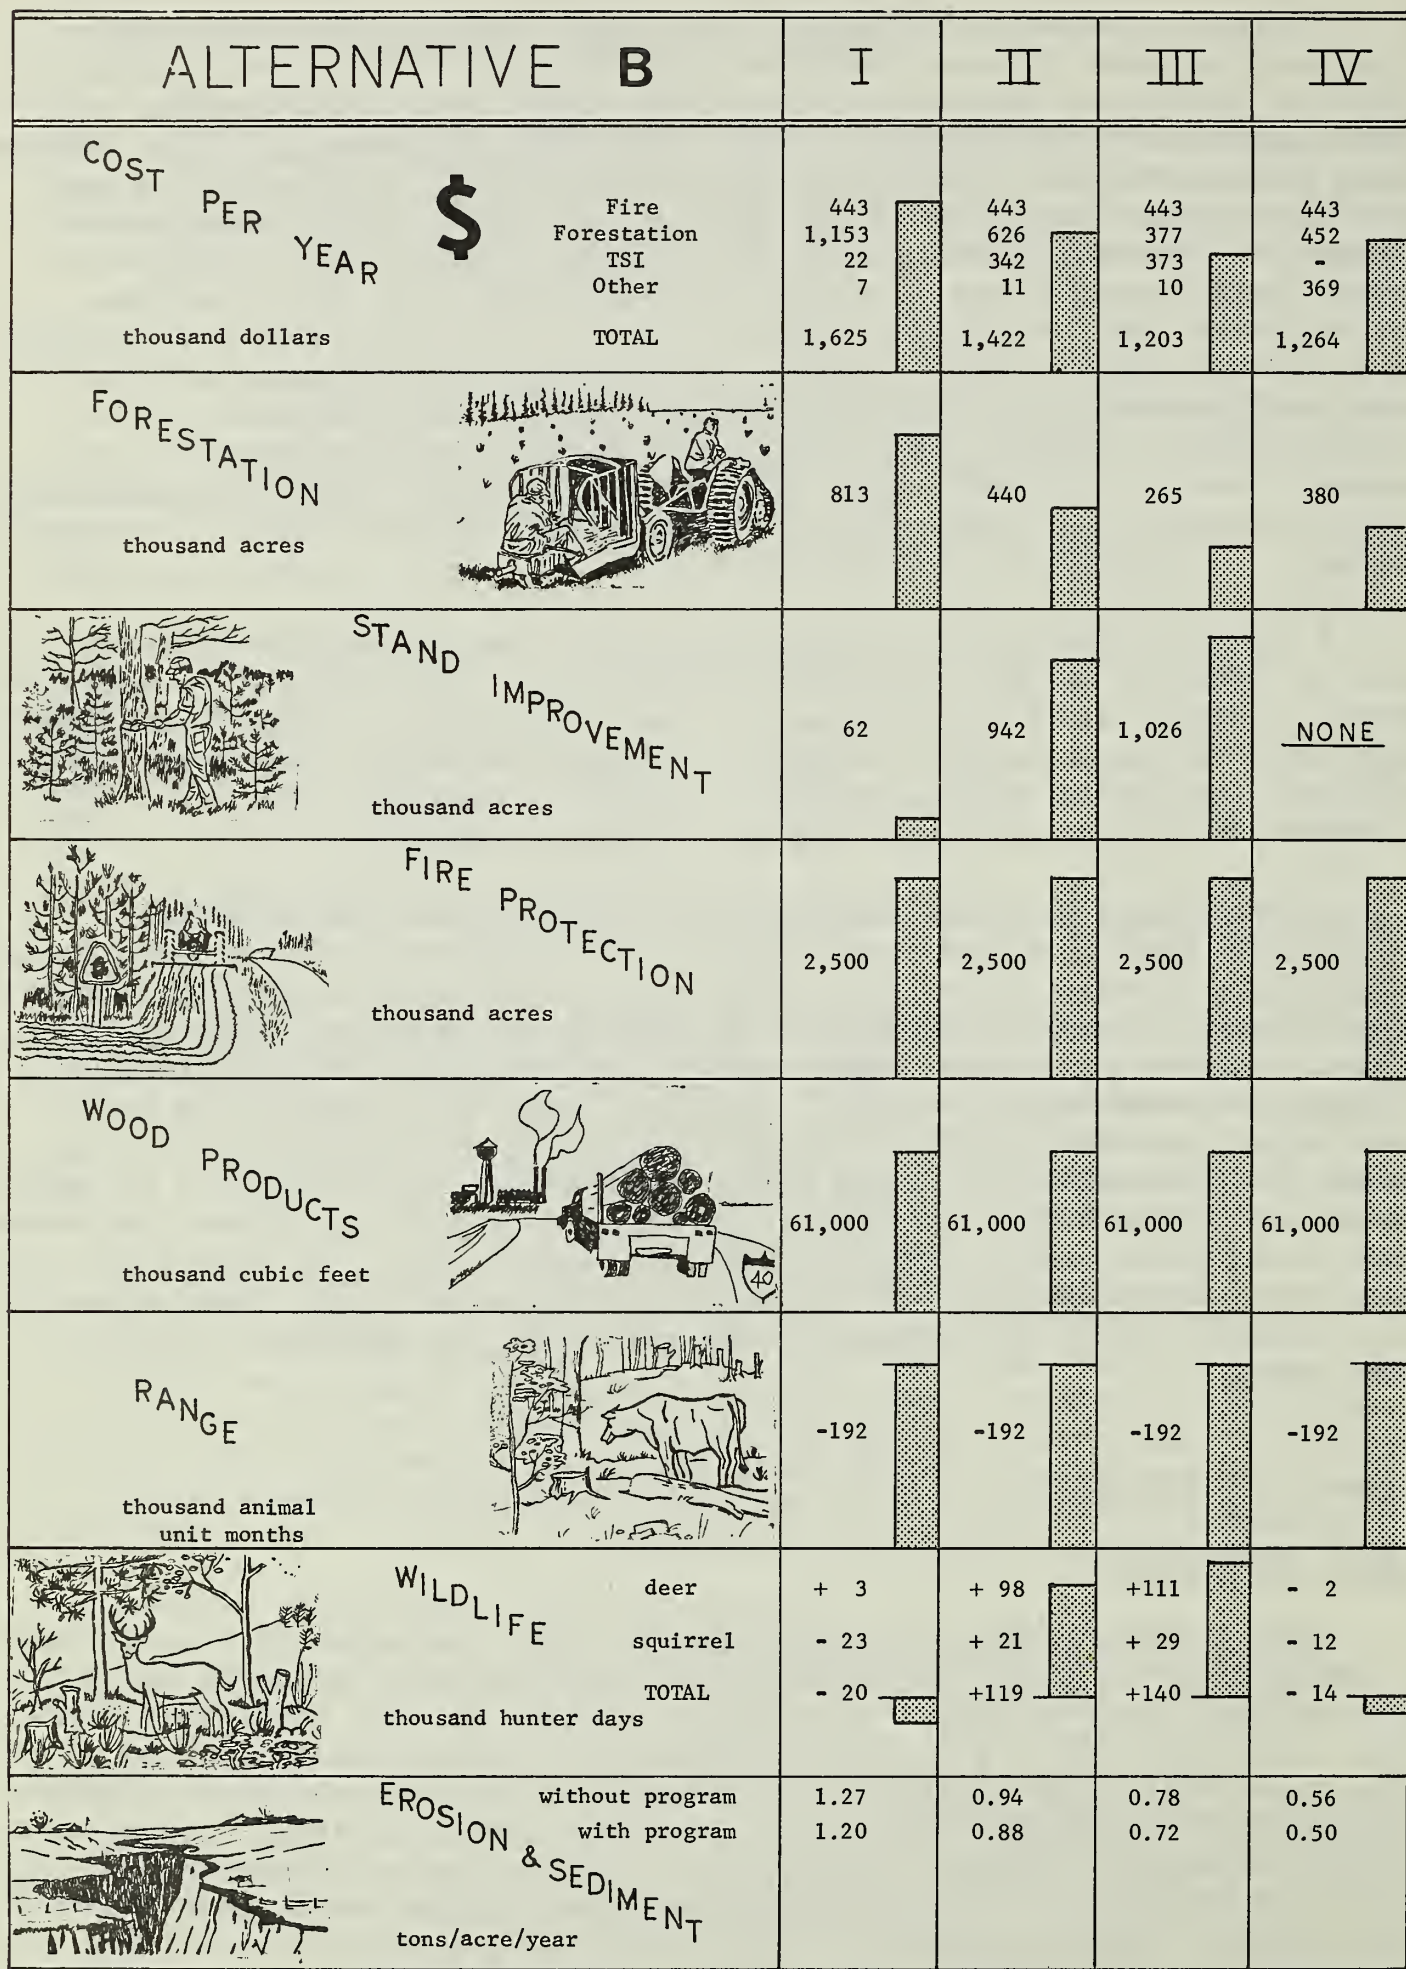 ALTERNATIVE B I II III IV
COST PER YEAR
$
Fire 443 443 443 443
Forestation 1,153 626 377 452
TSI 22 342 373 -
Other 7 11 10 369
thousand dollars TOTAL 1,625 1,422 1,203 1,264
FORESTATION
813 440 265 380
thousand acres
STAND IMPROVEMENT
62 942 1,026 NONE
thousand acres
FIRE PROTECTION
2,500 2,500 2,500 2,500
thousand acres
WOOD PRODUCTS
61,000 61,000 61,000 61,000
thousand cubic feet
40
RANGE
-192 -192 -192 -192
thousand animal
unit months
WILDLIFE
deer + 3 + 98 +111 - 2
squirrel - 23 + 21 + 29 - 12
TOTAL - 20 +119 +140 - 14
thousand hunter days
EROSION & SEDIMENT
without program 1.27 0.94 0.78 0.56
with program 1.20 0.88 0.72 0.50
tons/acre/year